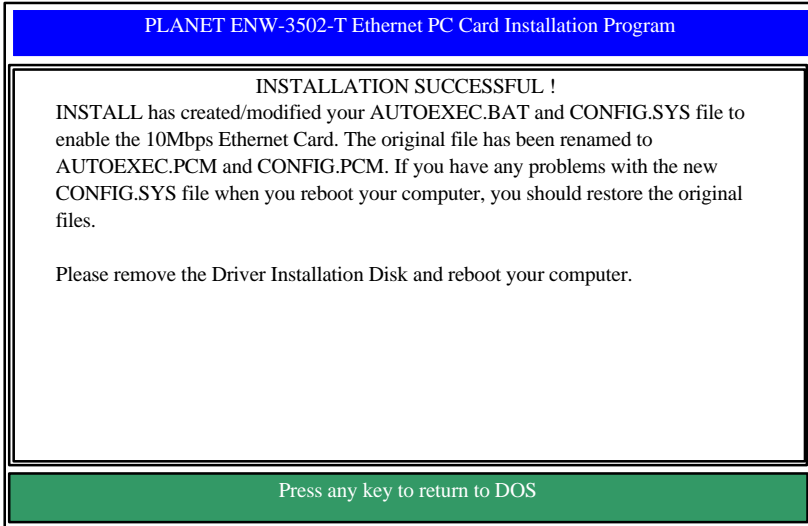 PLANET ENW-3502-T Ethernet PC Card Installation Program
INSTALLATION SUCCESSFUL !
INSTALL has created/modified your AUTOEXEC.BAT and CONFIG.SYS file to
enable the 10Mbps Ethernet Card. The original file has been renamed to
AUTOEXEC.PCM and CONFIG.PCM. If you have any problems with the new
CONFIG.SYS file when you reboot your computer, you should restore the original
files.
Please remove the Driver Installation Disk and reboot your computer.
Press any key to return to DOS